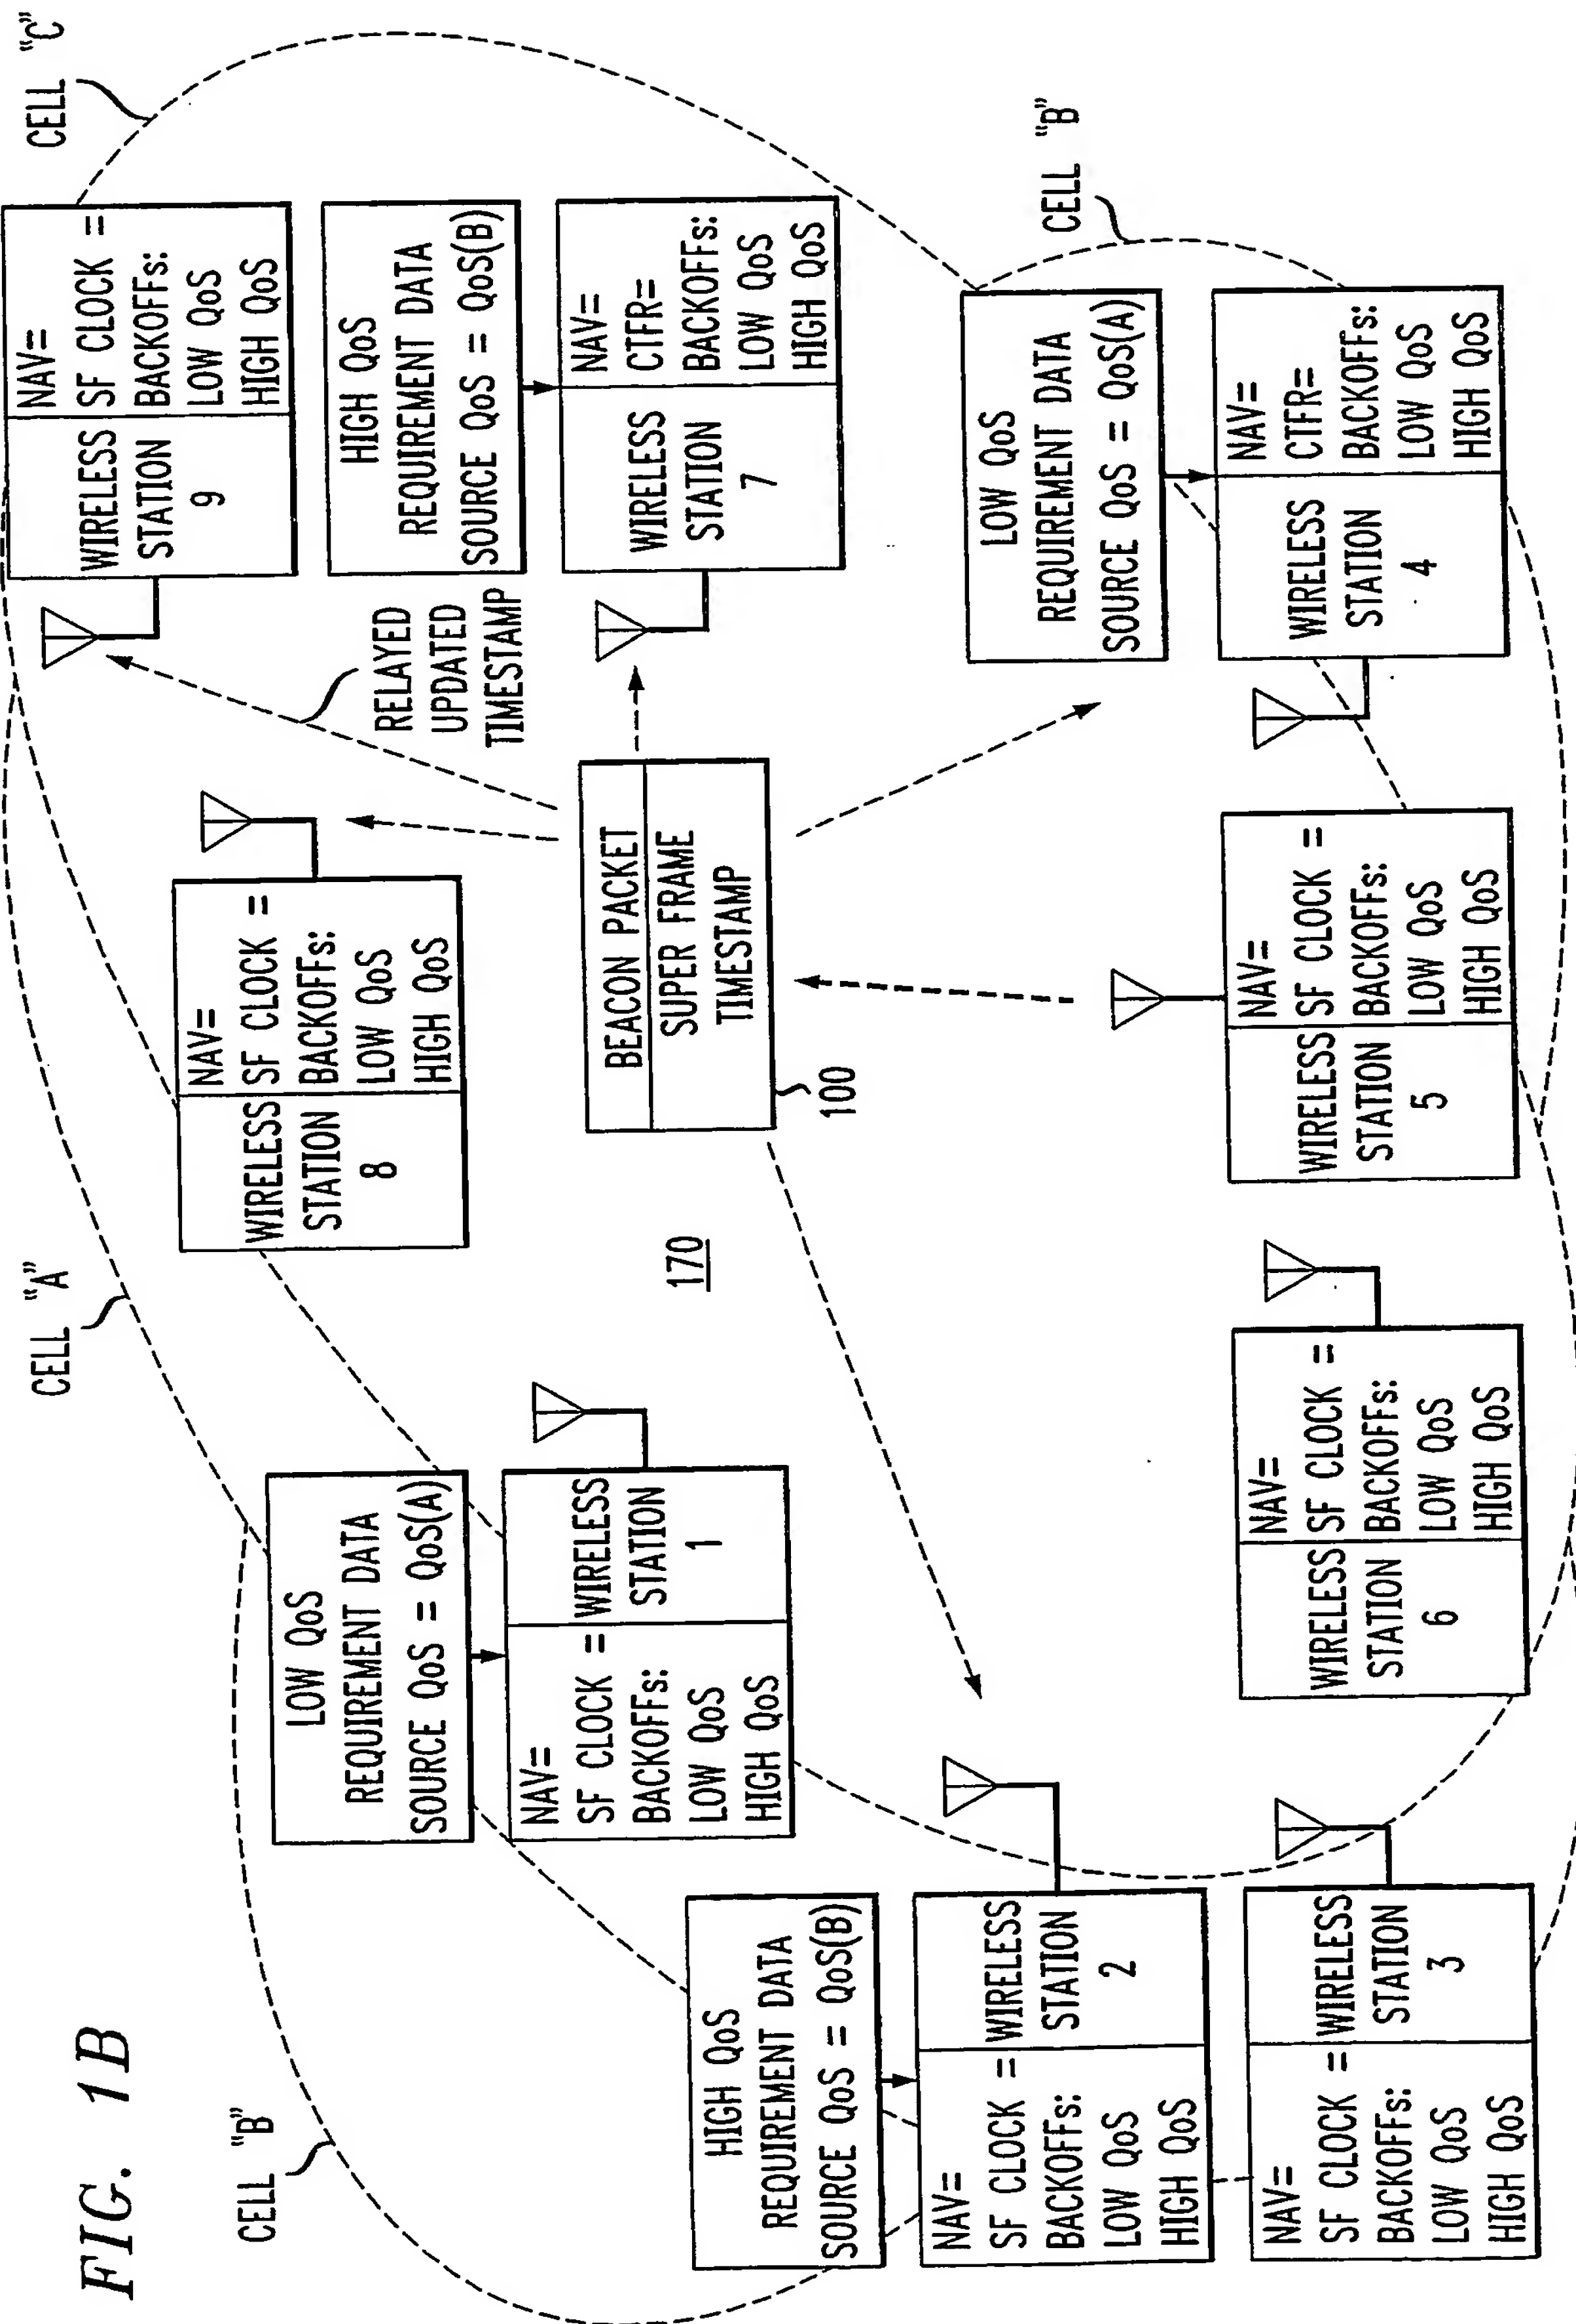 FIG. 1B
CELL "B"
CELL "A"
CELL "C"
LOW QoS
REQUIREMENT DATA
SOURCE QoS = QoS(A)
NAV=
SF CLOCK =
BACKOFFs:
LOW QoS
HIGH QoS
WIRELESS
STATION
1
HIGH QoS
REQUIREMENT DATA
SOURCE QoS = QoS(B)
NAV=
SF CLOCK =
BACKOFFs:
LOW QoS
HIGH QoS
WIRELESS
STATION
2
NAV=
SF CLOCK =
BACKOFFs:
LOW QoS
HIGH QoS
WIRELESS
STATION
3
WIRELESS
STATION
8
NAV=
SF CLOCK =
BACKOFFs:
LOW QoS
HIGH QoS
WIRELESS
STATION
9
NAV=
SF CLOCK =
BACKOFFs:
LOW QoS
HIGH QoS
RELAYED
UPDATED
TIMESTAMP
HIGH QoS
REQUIREMENT DATA
SOURCE QoS = QoS(B)
WIRELESS
STATION
7
NAV=
CTFR=
BACKOFFs:
LOW QoS
HIGH QoS
BEACON PACKET
SUPER FRAME
TIMESTAMP
100
170
LOW QoS
REQUIREMENT DATA
SOURCE QoS = QoS(A)
WIRELESS
STATION
4
NAV=
CTFR=
BACKOFFs:
LOW QoS
HIGH QoS
CELL "B"
WIRELESS
STATION
5
NAV=
SF CLOCK =
BACKOFFs:
LOW QoS
HIGH QoS
WIRELESS
STATION
6
NAV=
SF CLOCK =
BACKOFFs:
LOW QoS
HIGH QoS